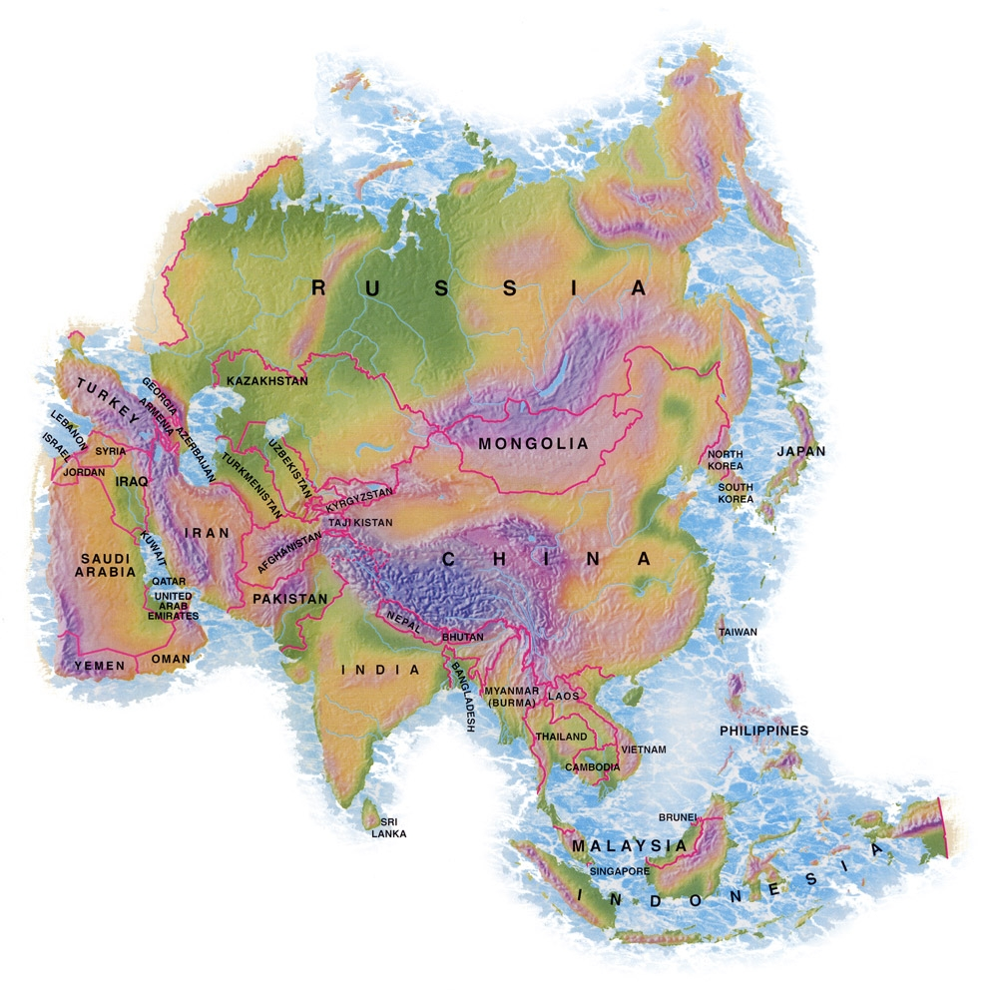 RUSSIA
KAZAKHSTAN
GEORGIA
TURKEY
ARMENIA
AZERBAIJAN
LEBANON
ISRAEL
SYRIA
JORDAN
IRAQ
UZBEKISTAN
TURKMENISTAN
MONGOLIA
JAPAN
NORTH
KOREA
SOUTH
KOREA
KYRGYZSTAN
TAJI KISTAN
IRAN
AFGHANISTAN
KUWAIT
SAUDI
ARABIA
CHINA
QATAR
UNITED
ARAB
EMIRATES
PAKISTAN
NEPAL
BHUTAN
TAIWAN
YEMEN
OMAN
INDIA
BANGLADESH
MYANMAR
(BURMA)
LAOS
THAILAND
VIETNAM
CAMBODIA
PHILIPPINES
SRI
LANKA
BRUNEI
MALAYSIA
SINGAPORE
INDONESIA